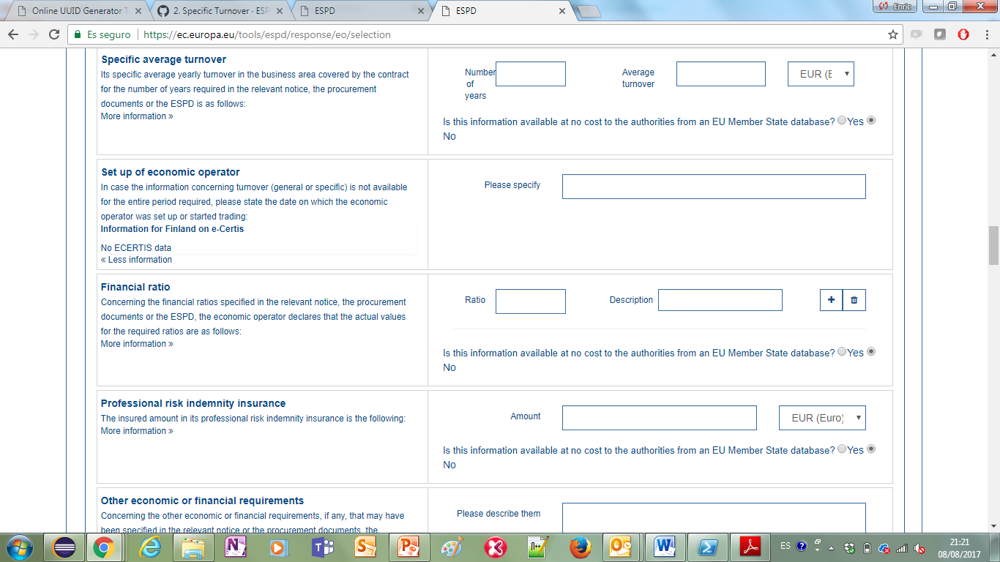 Online UUID Generator T
2. Specific Turnover · ESP
ESPD
ESPD
Enric
Es seguro
https://ec.europa.eu/tools/espd/response/eo/selection
Specific average turnover
Its specific average yearly turnover in the business area covered by the contract
for the number of years required in the relevant notice, the procurement
documents or the ESPD is as follows:
More information »
Number
of
years
Average
turnover
EUR (E
Is this information available at no cost to the authorities from an EU Member State database? Yes
No
Set up of economic operator
In case the information concerning turnover (general or specific) is not available
for the entire period required, please state the date on which the economic
operator was set up or started trading:
Information for Finland on e-Certis
No ECERTIS data
« Less information
Please specify
Financial ratio
Concerning the financial ratios specified in the relevant notice, the procurement
documents or the ESPD, the economic operator declares that the actual values
for the required ratios are as follows:
More information »
Ratio
Description
Is this information available at no cost to the authorities from an EU Member State database? Yes
No
Professional risk indemnity insurance
The insured amount in its professional risk indemnity insurance is the following:
More information »
Amount
EUR (Euro)
Is this information available at no cost to the authorities from an EU Member State database? Yes
No
Other economic or financial requirements
Concerning the other economic or financial requirements, if any, that may have
been specified in the relevant notice or the procurement documents, the
Please describe them
ES
21:21
08/08/2017